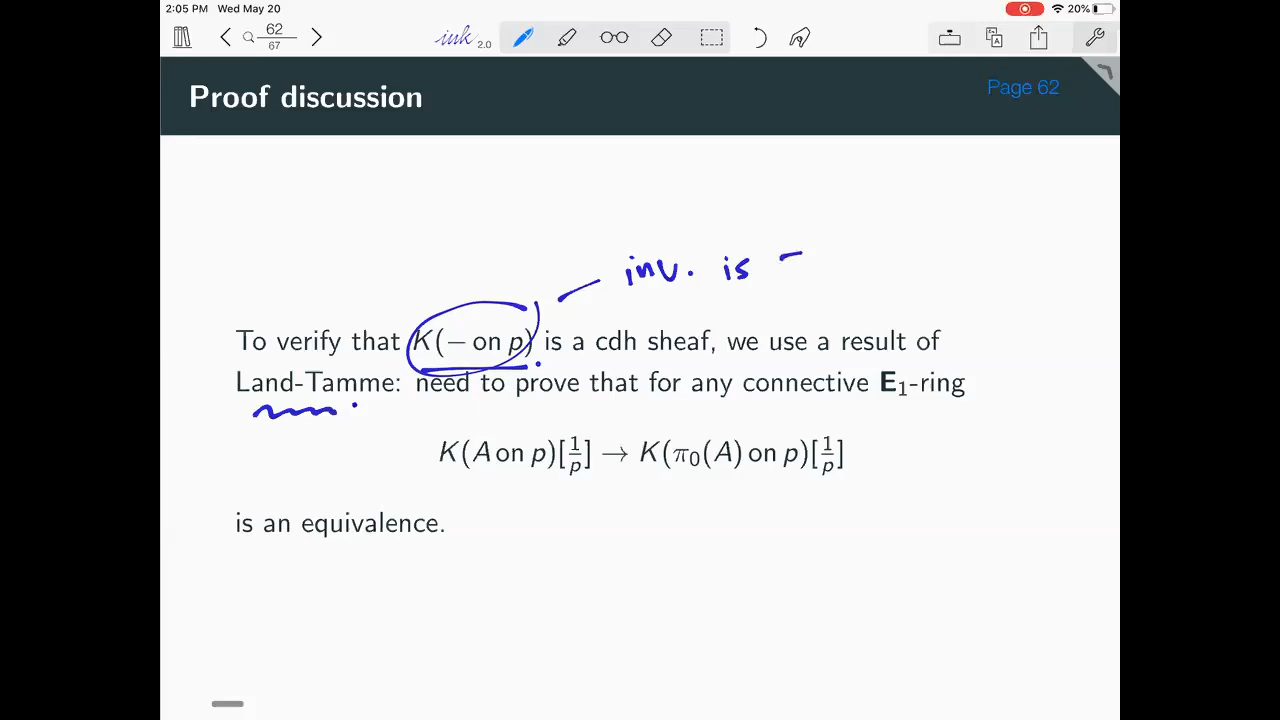 2:05 PM Wed May 20
20%
62
67
ink 2.0
Proof discussion
Page 62
inv. is
To verify that K(− on p) is a cdh sheaf, we use a result of
Land-Tamme: need to prove that for any connective E₁-ring
K(A on p)[1/p] → K(π₀(A) on p)[1/p]
is an equivalence.